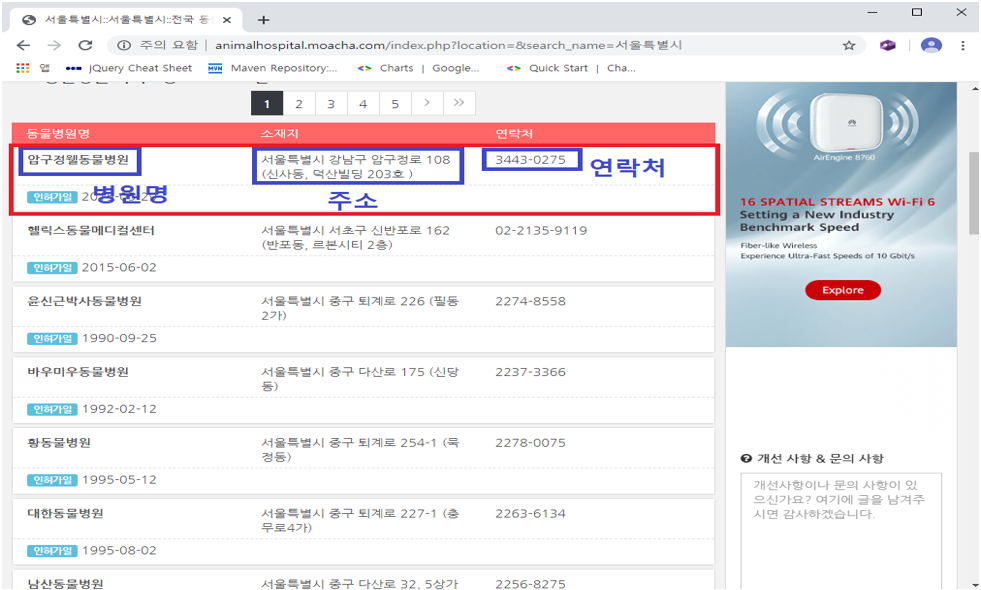 서울특별시::서울특별시::전국 동
주의 요함 | animalhospital.moacha.com/index.php?location=&search_name=서울특별시
앱 jQuery Cheat Sheet MVN Maven Repository:... Charts | Google... Quick Start | Cha...
1 2 3 4 5 > >>
동물병원명 소재지 연락처
압구정웰동물병원 서울특별시 강남구 압구정로 108 3443-0275 연락처
(신사동, 덕산빌딩 203호 )
인허가일 병원명 주소
헬릭스동물메디컬센터 서울특별시 서초구 신반포로 162 02-2135-9119
(반포동, 르본시티 2층)
인허가일 2015-06-02
윤신근박사동물병원 서울특별시 중구 퇴계로 226 (필동 2274-8558
2가)
인허가일 1990-09-25
바우미우동물병원 서울특별시 중구 다산로 175 (신당 2237-3366
동)
인허가일 1992-02-12
황동물병원 서울특별시 중구 퇴계로 254-1 (묵 2278-0075
정동)
인허가일 1995-05-12
대한동물병원 서울특별시 중구 퇴계로 227-1 (충 2263-6134
무로4가)
인허가일 1995-08-02
남산동물병원 서울특별시 중구 다산로 32, 5상가 2256-8275
AirEngine 8760
16 SPATIAL STREAMS Wi-Fi 6
Setting a New Industry
Benchmark Speed
Fiber-like Wireless
Experience Ultra-Fast Speeds of 10 Gbit/s
Explore
개선 사항 & 문의 사항
개선사항이나 문의 사항이 있
으신가요? 여기에 글을 남겨주
시면 감사하겠습니다.